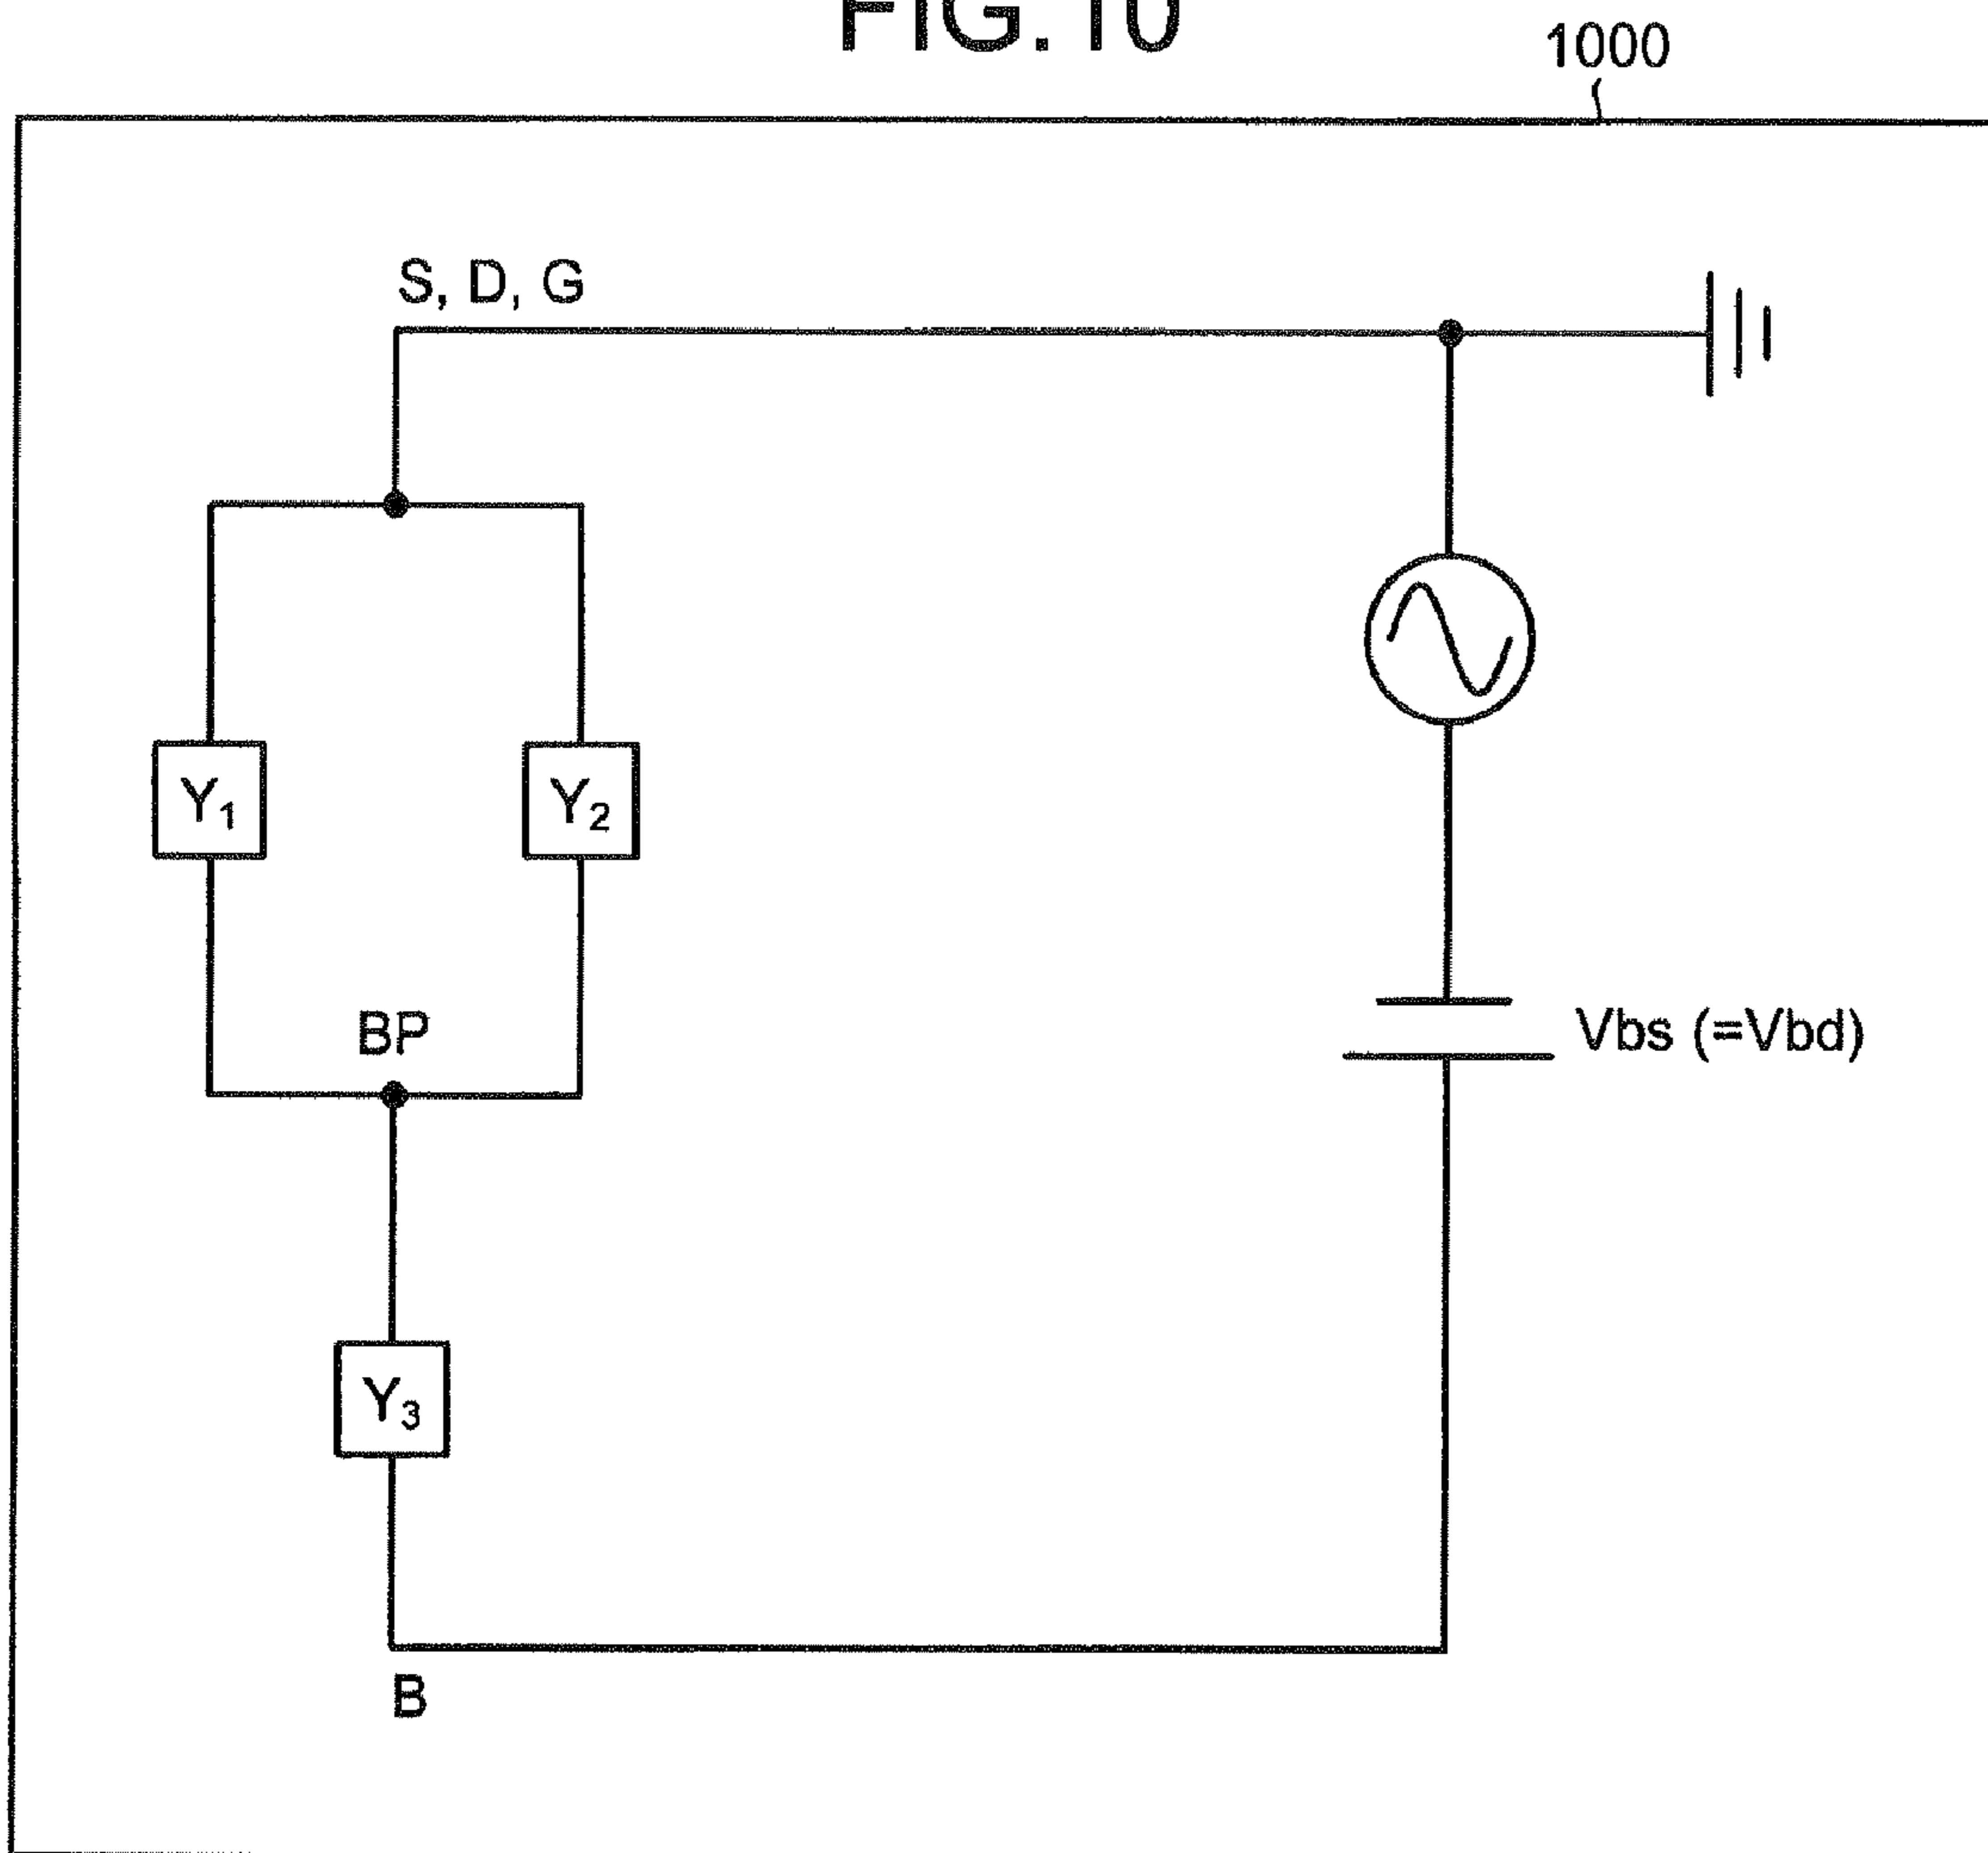 FIG. 10
1000
S, D, G
Y1
Y2
BP
Vbs (=Vbd)
Y3
B